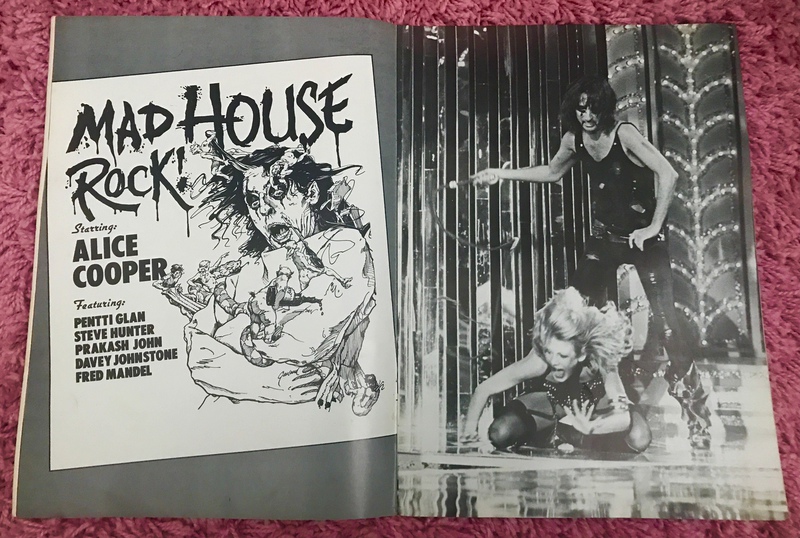 MAD HOUSE
ROCK!
Starring:
ALICE
COOPER
Featuring:
PENTTI GLAN
STEVE HUNTER
PRAKASH JOHN
DAVEY JOHNSTONE
FRED MANDEL